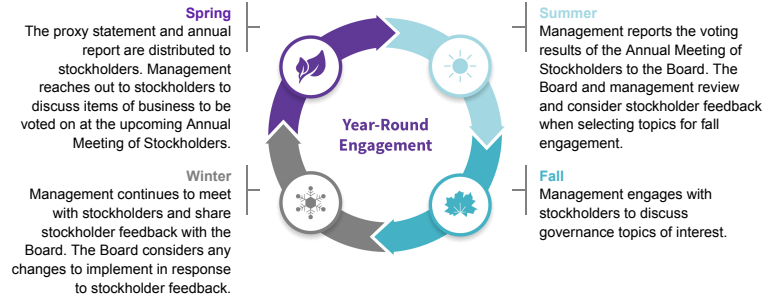 Spring
The proxy statement and annual
report are distributed to
stockholders. Management
reaches out to stockholders to
discuss items of business to be
voted on at the upcoming Annual
Meeting of Stockholders.
Summer
Management reports the voting
results of the Annual Meeting of
Stockholders to the Board. The
Board and management review
and consider stockholder feedback
when selecting topics for fall
engagement.
Year-Round
Engagement
Winter
Management continues to meet
with stockholders and share
stockholder feedback with the
Board. The Board considers any
changes to implement in response
to stockholder feedback.
Fall
Management engages with
stockholders to discuss
governance topics of interest.